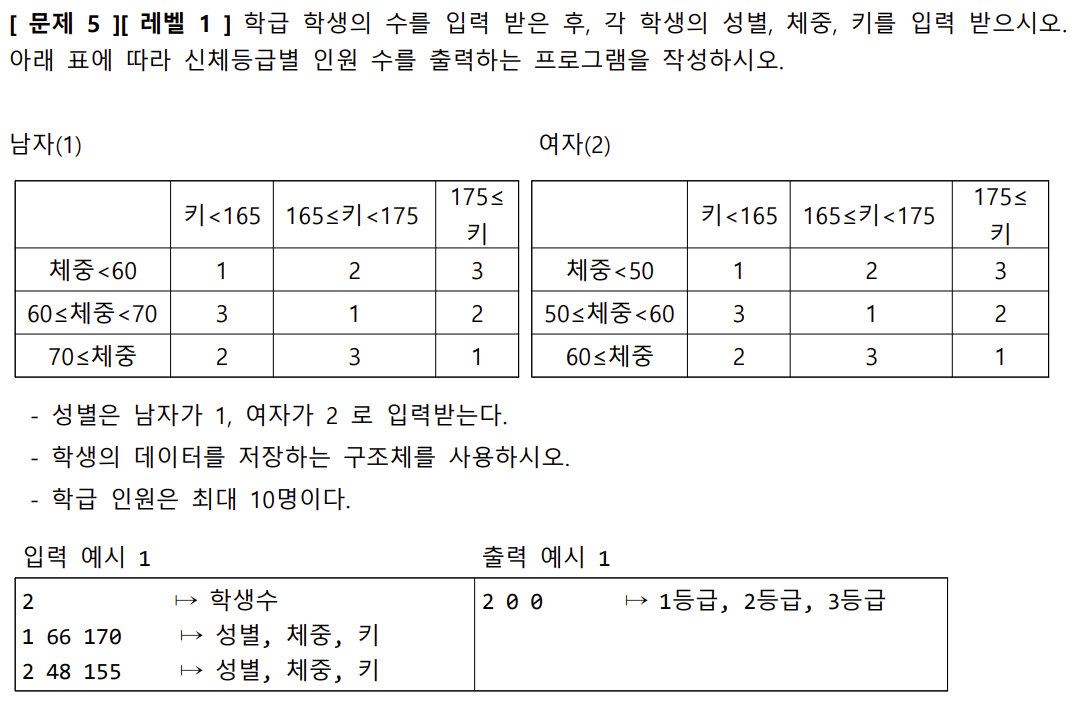 [ 문제 5 ][ 레벨 1 ] 학급 학생의 수를 입력 받은 후, 각 학생의 성별, 체중, 키를 입력 받으시오.
아래 표에 따라 신체등급별 인원 수를 출력하는 프로그램을 작성하시오.
남자(1)
키<165 165≤키<175 175≤
키
체중<60 1 2 3
60≤체중<70 3 1 2
70≤체중 2 3 1
여자(2)
키<165 165≤키<175 175≤
키
체중<50 1 2 3
50≤체중<60 3 1 2
60≤체중 2 3 1
- 성별은 남자가 1, 여자가 2 로 입력받는다.
- 학생의 데이터를 저장하는 구조체를 사용하시오.
- 학급 인원은 최대 10명이다.
입력 예시 1
2 ↦ 학생수
1 66 170 ↦ 성별, 체중, 키
2 48 155 ↦ 성별, 체중, 키
출력 예시 1
2 0 0 ↦ 1등급, 2등급, 3등급